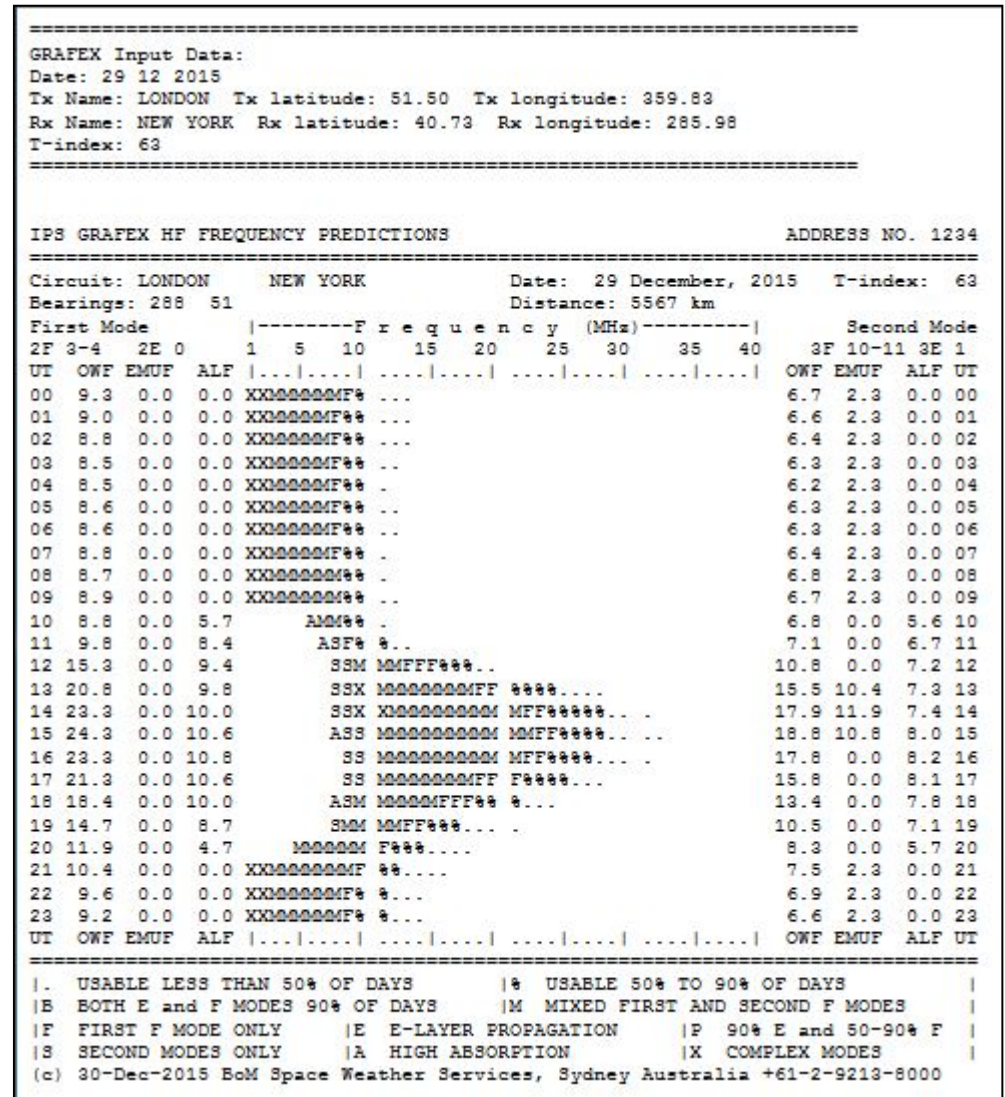 ==========================================================================
GRAFEX Input Data:
Date: 29 12 2015
Tx Name: LONDON  Tx latitude: 51.50  Tx longitude: 359.83
Rx Name: NEW YORK  Rx latitude: 40.73  Rx longitude: 285.98
T-index: 63
==========================================================================
IPS GRAFEX HF FREQUENCY PREDICTIONS                              ADDRESS NO. 1234
=====================================================================================
Circuit: LONDON      NEW YORK             Date:  29 December, 2015   T-index:  63
Bearings: 288  51                         Distance: 5567 km
First Mode         |--------F r e q u e n c y  (MHz)---------|        Second Mode
2F 3-4   2E 0      1   5   10    15   20    25   30    35   40     3F 10-11 3E 1
UT  OWF EMUF   ALF |...|....| ....|....| ....|....| ....|....|  OWF EMUF  ALF UT
00  9.3  0.0   0.0 XXMMMMMMMF% ...                              6.7  2.3  0.0 00
01  9.0  0.0   0.0 XXMMMMMMF%% ...                              6.6  2.3  0.0 01
02  8.8  0.0   0.0 XXMMMMMMF%% ...                              6.4  2.3  0.0 02
03  8.5  0.0   0.0 XXMMMMMF%%% ..                               6.3  2.3  0.0 03
04  8.5  0.0   0.0 XXMMMMMF%%% .                                6.2  2.3  0.0 04
05  8.6  0.0   0.0 XXMMMMMF%%% .                                6.3  2.3  0.0 05
06  8.6  0.0   0.0 XXMMMMMF%%% .                                6.3  2.3  0.0 06
07  8.8  0.0   0.0 XXMMMMMMF%% .                                6.4  2.3  0.0 07
08  8.7  0.0   0.0 XXMMMMMMM%% .                                6.8  2.3  0.0 08
09  8.9  0.0   0.0 XXMMMMMMM%% ..                               6.7  2.3  0.0 09
10  8.8  0.0   5.7      AMM%% .                                 6.8  0.0  5.6 10
11  9.8  0.0   8.4       ASF% %..                               7.1  0.0  6.7 11
12 15.3  0.0   9.4        SSM MMFFF%%%..                       10.8  0.0  7.2 12
13 20.8  0.0   9.8        SSX MMMMMMMMFF %%%%....              15.5 10.4  7.3 13
14 23.3  0.0 10.0        SSX XMMMMMMMMM MFF%%%%%.. .          17.9 11.9  7.4 14
15 24.3  0.0 10.6        ASS MMMMMMMMMM MMFF%%%%.. ..         18.8 10.8  8.0 15
16 23.3  0.0 10.8         SS MMMMMMMMMM MFF%%%%... .          17.8  0.0  8.2 16
17 21.3  0.0 10.6         SS MMMMMMMMFF F%%%%...              15.8  0.0  8.1 17
18 18.4  0.0 10.0        ASM MMMMMFFF%% %...                  13.4  0.0  7.8 18
19 14.7  0.0   8.7        SMM MMFF%%%... .                     10.5  0.0  7.1 19
20 11.9  0.0   4.7     MMMMMMM F%%%....                         8.3  0.0  5.7 20
21 10.4  0.0   0.0 XXMMMMMMMMF %%....                           7.5  2.3  0.0 21
22  9.6  0.0   0.0 XXMMMMMMMF% %...                             6.9  2.3  0.0 22
23  9.2  0.0   0.0 XXMMMMMMMF% %...                             6.6  2.3  0.0 23
UT  OWF EMUF   ALF |...|....| ....|....| ....|....| ....|....|  OWF EMUF  ALF UT
=====================================================================================
|.  USABLE LESS THAN 50% OF DAYS        |%  USABLE 50% TO 90% OF DAYS           |
|B  BOTH E and F MODES 90% OF DAYS      |M  MIXED FIRST AND SECOND F MODES      |
|F  FIRST F MODE ONLY      |E  E-LAYER PROPAGATION      |P  90% E and 50-90% F  |
|S  SECOND MODES ONLY      |A  HIGH ABSORPTION          |X  COMPLEX MODES       |
(c) 30-Dec-2015 BoM Space Weather Services, Sydney Australia +61-2-9213-8000